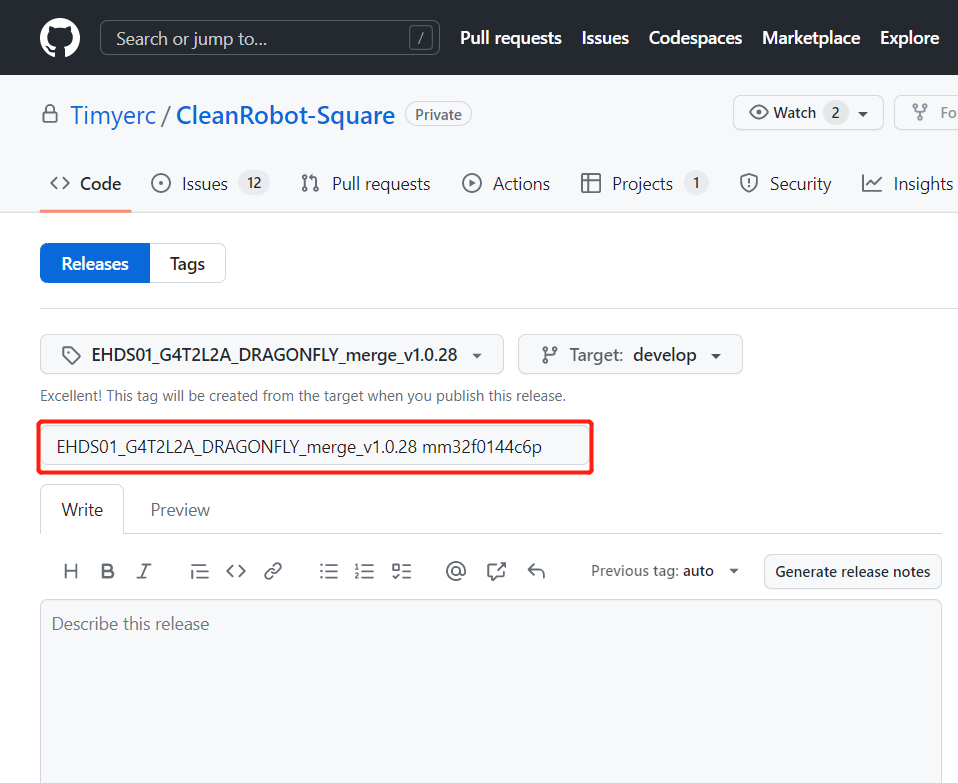 Search or jump to... / Pull requests Issues Codespaces Marketplace Explore
Timyerc / CleanRobot-Square Private Watch 2 Fo
Code Issues 12 Pull requests Actions Projects 1 Security Insights
Releases Tags
EHDS01_G4T2L2A_DRAGONFLY_merge_v1.0.28 Target: develop
Excellent! This tag will be created from the target when you publish this release.
EHDS01_G4T2L2A_DRAGONFLY_merge_v1.0.28 mm32f0144c6p
Write Preview
Previous tag: auto Generate release notes
Describe this release